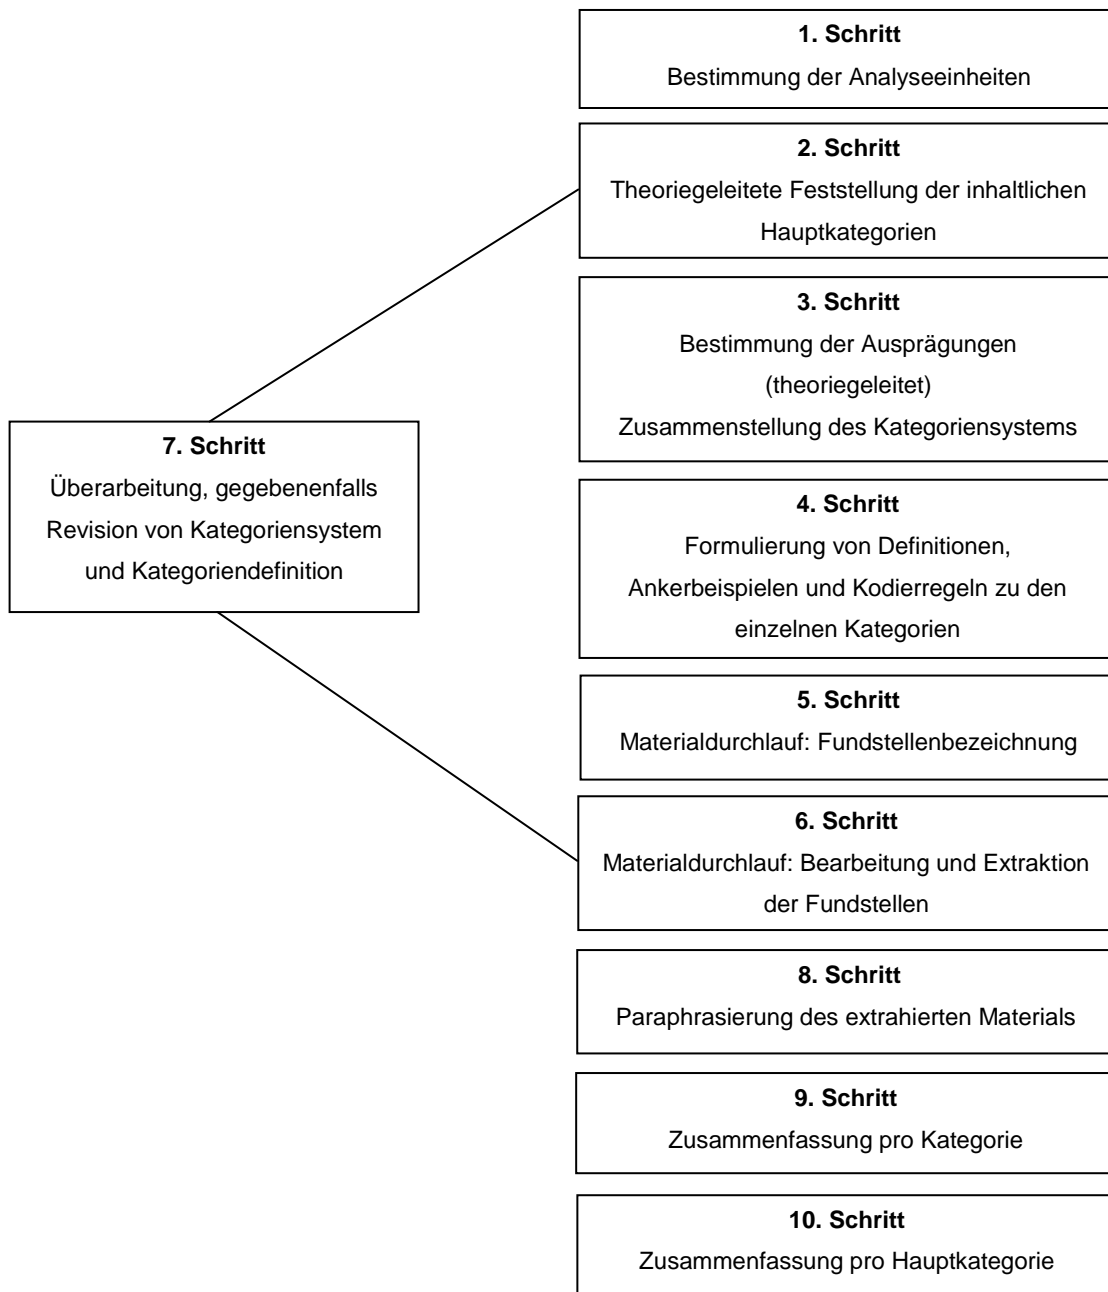 1. Schritt
Bestimmung der Analyseeinheiten
2. Schritt
Theoriegeleitete Feststellung der inhaltlichen
Hauptkategorien
3. Schritt
Bestimmung der Ausprägungen
(theoriegeleitet)
Zusammenstellung des Kategoriensystems
7. Schritt
Überarbeitung, gegebenenfalls
Revision von Kategoriensystem
und Kategoriendefinition
4. Schritt
Formulierung von Definitionen,
Ankerbeispielen und Kodierregeln zu den
einzelnen Kategorien
5. Schritt
Materialdurchlauf: Fundstellenbezeichnung
6. Schritt
Materialdurchlauf: Bearbeitung und Extraktion
der Fundstellen
8. Schritt
Paraphrasierung des extrahierten Materials
9. Schritt
Zusammenfassung pro Kategorie
10. Schritt
Zusammenfassung pro Hauptkategorie